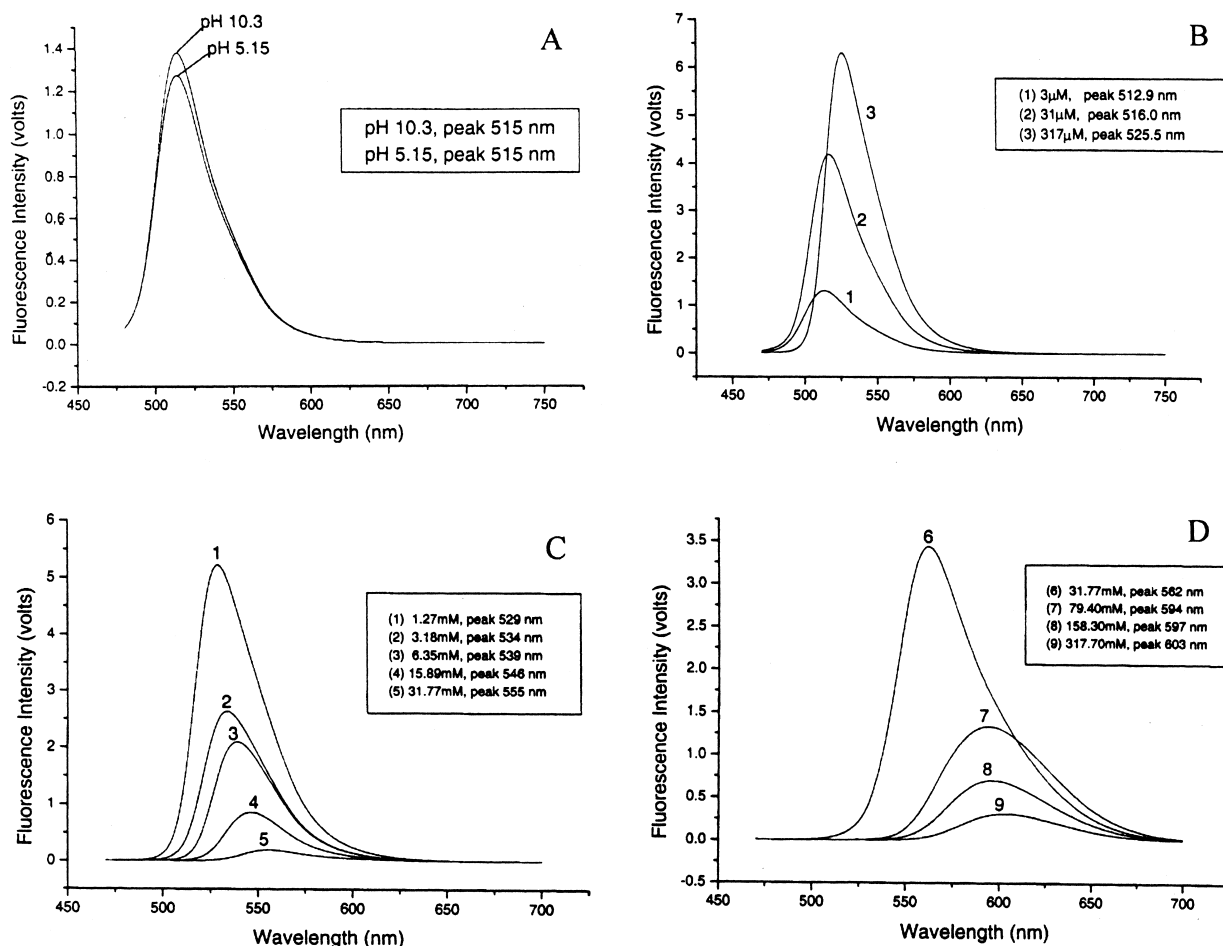 A
pH 10.3
pH 5.15
pH 10.3, peak 515 nm
pH 5.15, peak 515 nm
1.4
1.2
1.0
0.8
0.6
0.4
0.2
0.0
-0.2
450 500 550 600 650 700 750
Fluorescence Intensity (volts)
Wavelength (nm)
B
(1) 3μM, peak 512.9 nm
(2) 31μM, peak 516.0 nm
(3) 317μM, peak 525.5 nm
3
2
1
7
6
5
4
3
2
1
0
450 500 550 600 650 700 750
Fluorescence Intensity (volts)
Wavelength (nm)
C
(1) 1.27mM, peak 529 nm
(2) 3.18mM, peak 534 nm
(3) 6.35mM, peak 539 nm
(4) 15.89mM, peak 546 nm
(5) 31.77mM, peak 555 nm
1
2
3
4
5
6
5
4
3
2
1
0
450 500 550 600 650 700
Fluorescence Intensity (volts)
Wavelength (nm)
D
(6) 31.77mM, peak 562 nm
(7) 79.40mM, peak 594 nm
(8) 158.30mM, peak 597 nm
(9) 317.70mM, peak 603 nm
6
7
8
9
3.5
3.0
2.5
2.0
1.5
1.0
0.5
0.0
-0.5
450 500 550 600 650 700
Fluorescence Intensity (volts)
Wavelength (nm)